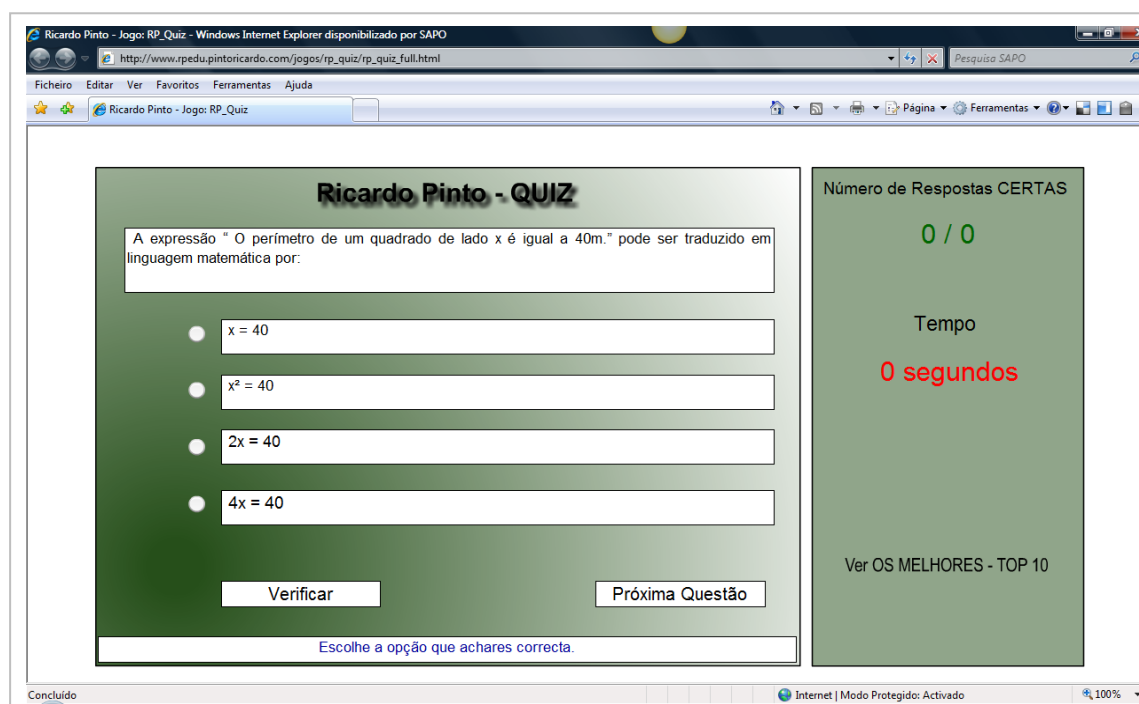 Ricardo Pinto - Jogo: RP_Quiz - Windows Internet Explorer disponibilizado por SAPO
http://www.rpedu.pintoricardo.com/jogos/rp_quiz/rp_quiz_full.html
Pesquisa SAPO
Ficheiro Editar Ver Favoritos Ferramentas Ajuda
Ricardo Pinto - Jogo: RP_Quiz
Página Ferramentas
Ricardo Pinto - QUIZ
A expressão “ O perímetro de um quadrado de lado x é igual a 40m.” pode ser traduzido em
linguagem matemática por:
x = 40
x² = 40
2x = 40
4x = 40
Verificar
Próxima Questão
Escolhe a opção que achares correcta.
Número de Respostas CERTAS
0 / 0
Tempo
0 segundos
Ver OS MELHORES - TOP 10
Concluído
Internet | Modo Protegido: Activado
100%